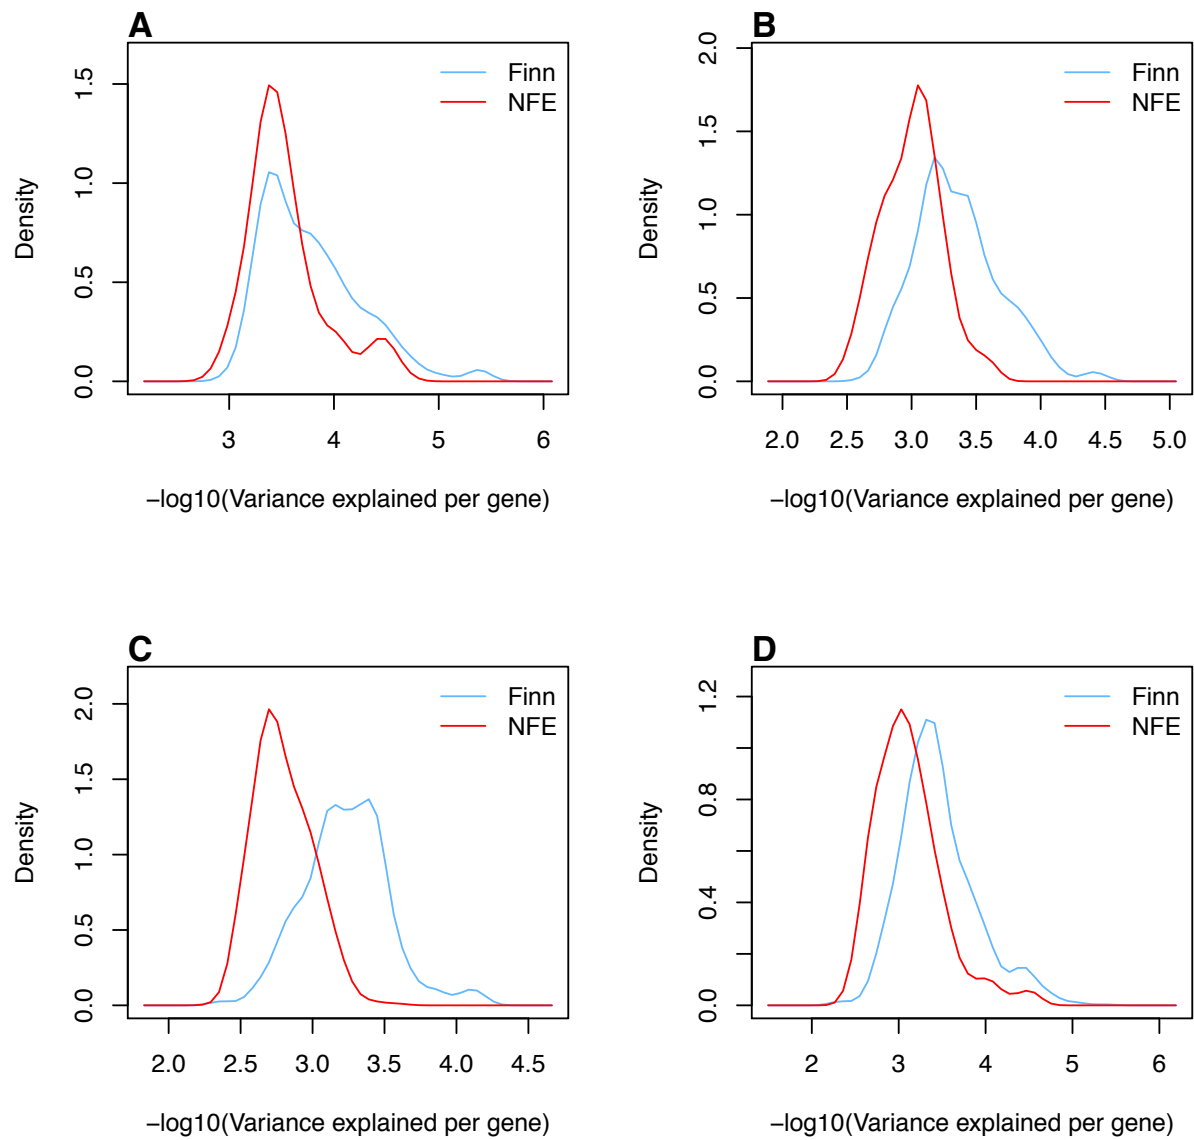 A
Finn
NFE
Density
0.0 0.5 1.0 1.5
3 4 5 6
−log10(Variance explained per gene)
B
Finn
NFE
Density
0.0 0.5 1.0 1.5 2.0
2.0 2.5 3.0 3.5 4.0 4.5 5.0
−log10(Variance explained per gene)
C
Finn
NFE
Density
0.0 0.5 1.0 1.5 2.0
2.0 2.5 3.0 3.5 4.0 4.5
−log10(Variance explained per gene)
D
Finn
NFE
Density
0.0 0.4 0.8 1.2
2 3 4 5 6
−log10(Variance explained per gene)